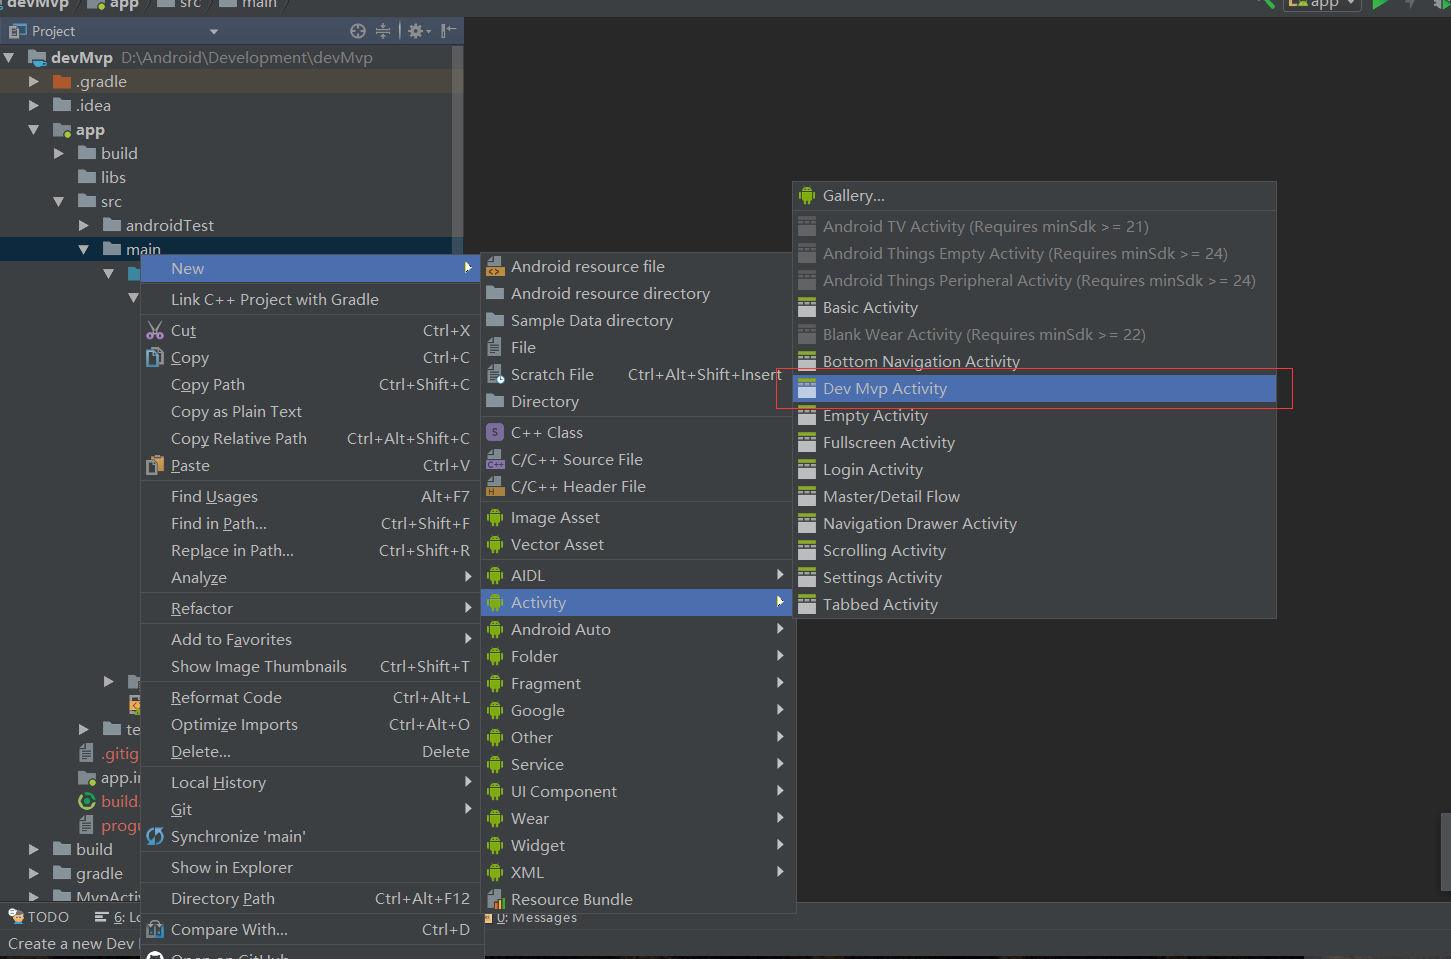 devMvp
app
src
main
app
Project
devMvp D:\Android\Development\devMvp
.gradle
.idea
app
build
libs
src
androidTest
main
te
.gitig
app.in
build.
progu
build
gradle
MvpActiv
New
Link C++ Project with Gradle
Cut Ctrl+X
Copy Ctrl+C
Copy Path Ctrl+Shift+C
Copy as Plain Text
Copy Relative Path Ctrl+Alt+Shift+C
Paste Ctrl+V
Find Usages Alt+F7
Find in Path... Ctrl+Shift+F
Replace in Path... Ctrl+Shift+R
Analyze
Refactor
Add to Favorites
Show Image Thumbnails Ctrl+Shift+T
Reformat Code Ctrl+Alt+L
Optimize Imports Ctrl+Alt+O
Delete... Delete
Local History
Git
Synchronize 'main'
Show in Explorer
Directory Path Ctrl+Alt+F12
Compare With... Ctrl+D
Open on GitHub
Android resource file
Android resource directory
Sample Data directory
File
Scratch File Ctrl+Alt+Shift+Insert
Directory
S C++ Class
C++ C/C++ Source File
H C/C++ Header File
Image Asset
Vector Asset
AIDL
Activity
Android Auto
Folder
Fragment
Google
Other
Service
UI Component
Wear
Widget
XML
Resource Bundle
Gallery...
Android TV Activity (Requires minSdk >= 21)
Android Things Empty Activity (Requires minSdk >= 24)
Android Things Peripheral Activity (Requires minSdk >= 24)
Basic Activity
Blank Wear Activity (Requires minSdk >= 22)
Bottom Navigation Activity
Dev Mvp Activity
Empty Activity
Fullscreen Activity
Login Activity
Master/Detail Flow
Navigation Drawer Activity
Scrolling Activity
Settings Activity
Tabbed Activity
TODO
6: Lo
0: Messages
Create a new Dev